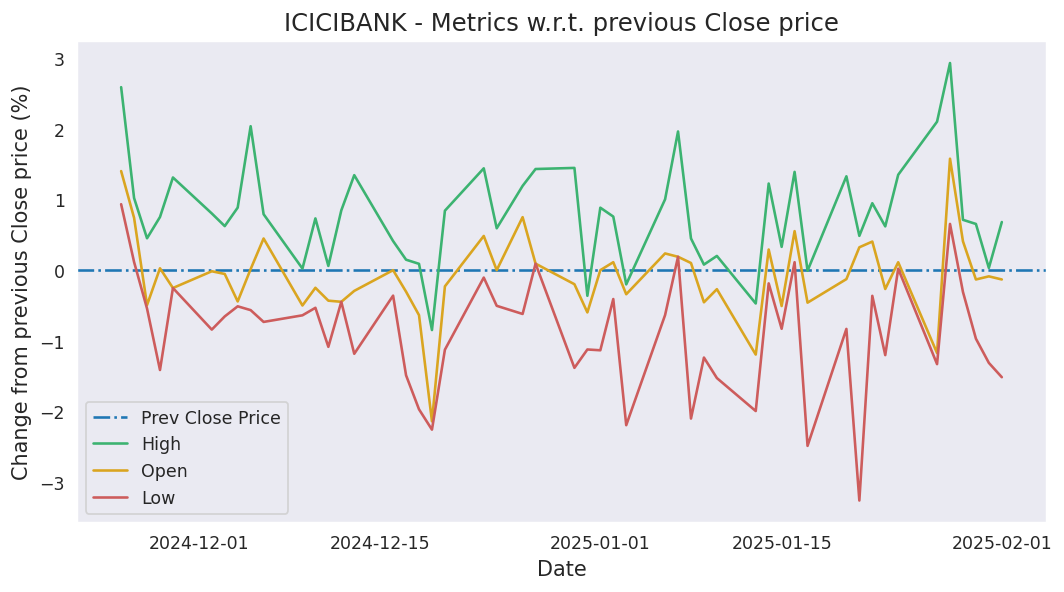 ICICIBANK - Metrics w.r.t. previous Close price
Change from previous Close price (%)
3
2
1
0
−1
−2
−3
Prev Close Price
High
Open
Low
2024-12-01 2024-12-15 2025-01-01 2025-01-15 2025-02-01
Date